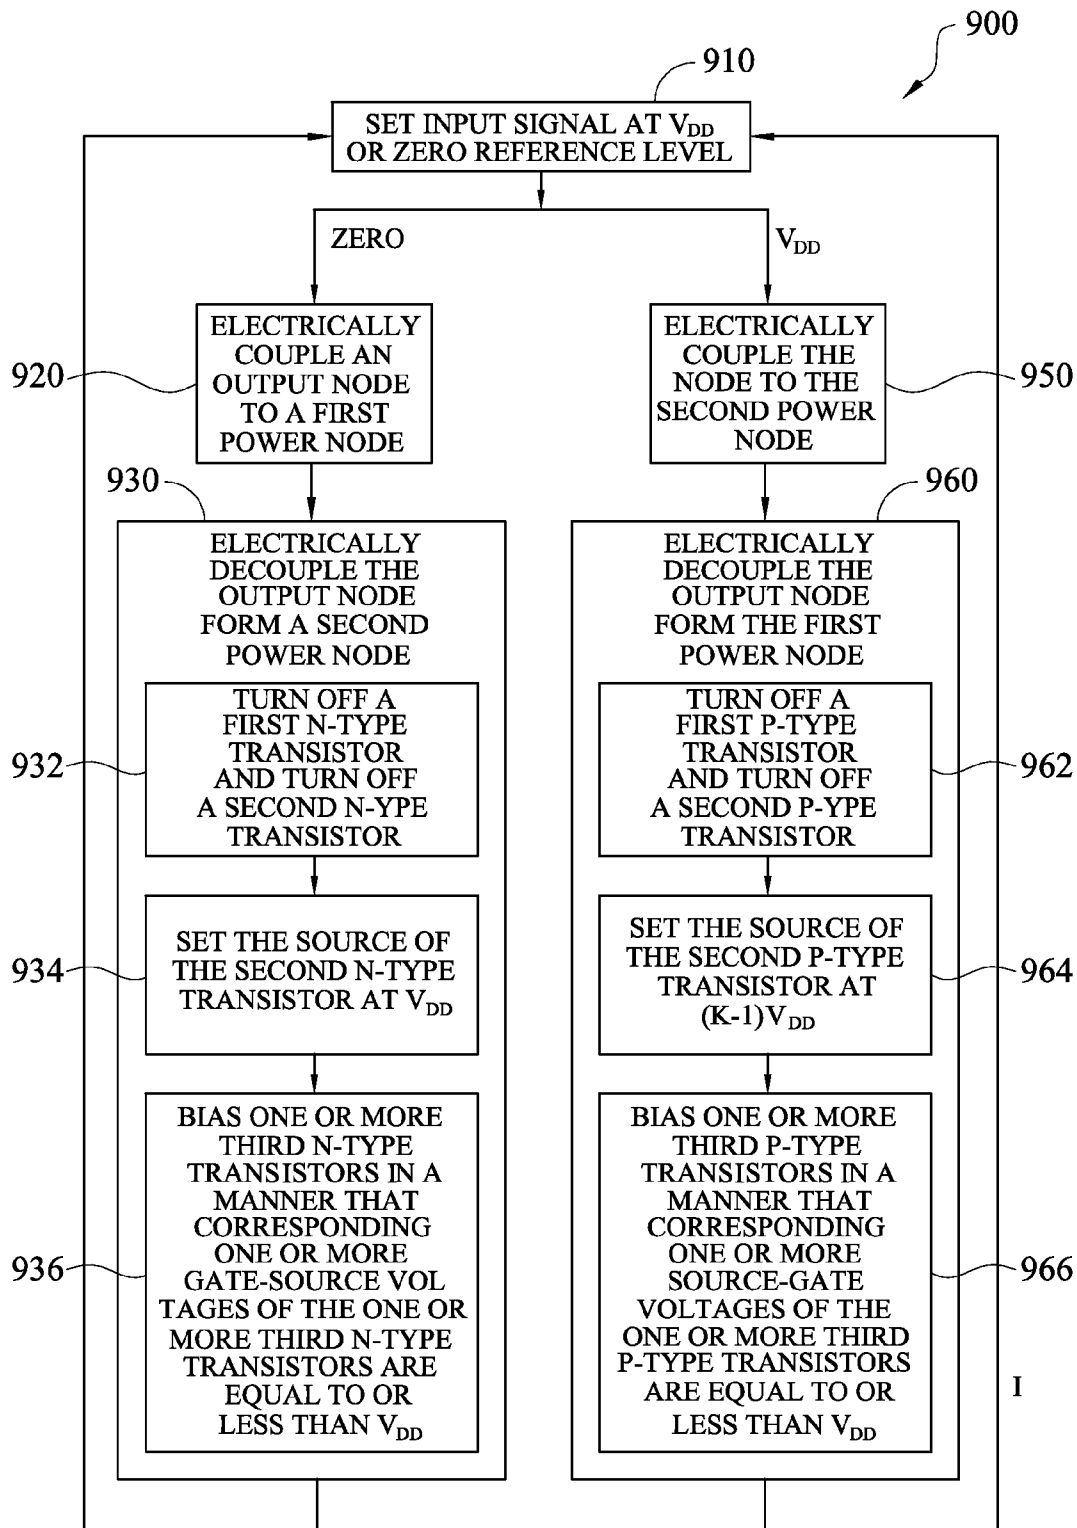 900
910
SET INPUT SIGNAL AT VDD
OR ZERO REFERENCE LEVEL
ZERO
VDD
920
ELECTRICALLY
COUPLE AN
OUTPUT NODE
TO A FIRST
POWER NODE
ELECTRICALLY
COUPLE THE
NODE TO THE
SECOND POWER
NODE
950
930
ELECTRICALLY
DECOUPLE THE
OUTPUT NODE
FORM A SECOND
POWER NODE
960
ELECTRICALLY
DECOUPLE THE
OUTPUT NODE
FORM THE FIRST
POWER NODE
932
TURN OFF A
FIRST N-TYPE
TRANSISTOR
AND TURN OFF
A SECOND N-YPE
TRANSISTOR
TURN OFF A
FIRST P-TYPE
TRANSISTOR
AND TURN OFF
A SECOND P-YPE
TRANSISTOR
962
934
SET THE SOURCE OF
THE SECOND N-TYPE
TRANSISTOR AT VDD
SET THE SOURCE OF
THE SECOND P-TYPE
TRANSISTOR AT
(K-1)VDD
964
936
BIAS ONE OR MORE
THIRD N-TYPE
TRANSISTORS IN A
MANNER THAT
CORRESPONDING
ONE OR MORE
GATE-SOURCE VOL
TAGES OF THE ONE OR
MORE THIRD N-TYPE
TRANSISTORS ARE
EQUAL TO OR
LESS THAN VDD
BIAS ONE OR MORE
THIRD P-TYPE
TRANSISTORS IN A
MANNER THAT
CORRESPONDING
ONE OR MORE
SOURCE-GATE
VOLTAGES OF THE
ONE OR MORE THIRD
P-TYPE TRANSISTORS
ARE EQUAL TO OR
LESS THAN VDD
966
I